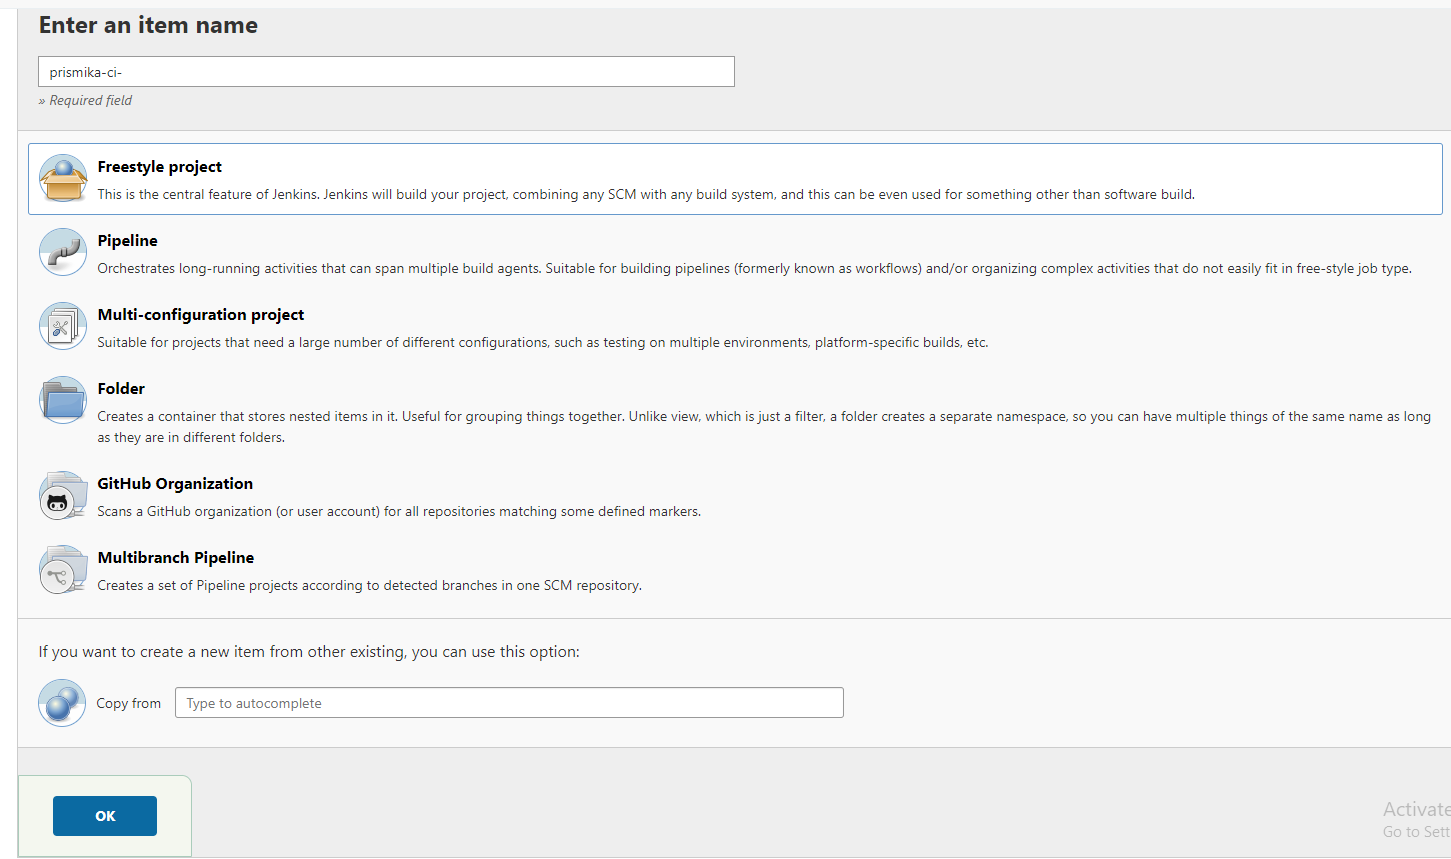 Enter an item name
prismika-ci-
» Required field
Freestyle project
This is the central feature of Jenkins. Jenkins will build your project, combining any SCM with any build system, and this can be even used for something other than software build.
Pipeline
Orchestrates long-running activities that can span multiple build agents. Suitable for building pipelines (formerly known as workflows) and/or organizing complex activities that do not easily fit in free-style job type.
Multi-configuration project
Suitable for projects that need a large number of different configurations, such as testing on multiple environments, platform-specific builds, etc.
Folder
Creates a container that stores nested items in it. Useful for grouping things together. Unlike view, which is just a filter, a folder creates a separate namespace, so you can have multiple things of the same name as long
as they are in different folders.
GitHub Organization
Scans a GitHub organization (or user account) for all repositories matching some defined markers.
Multibranch Pipeline
Creates a set of Pipeline projects according to detected branches in one SCM repository.
If you want to create a new item from other existing, you can use this option:
Copy from
Type to autocomplete
OK
Activate
Go to Sett